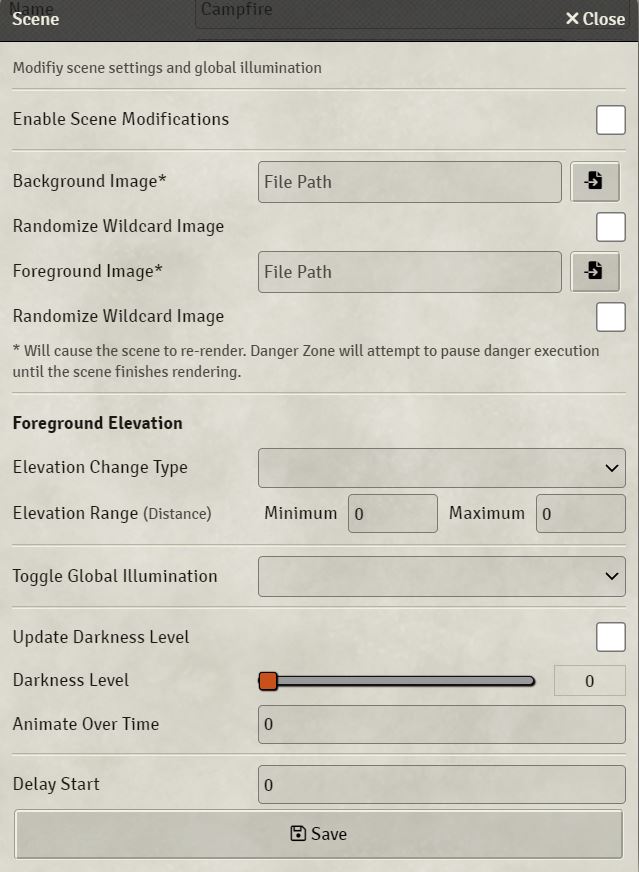 Name Campfire
Scene Close
Modifiy scene settings and global illumination
Enable Scene Modifications
Background Image* File Path
Randomize Wildcard Image
Foreground Image* File Path
Randomize Wildcard Image
* Will cause the scene to re-render. Danger Zone will attempt to pause danger execution
until the scene finishes rendering.
Foreground Elevation
Elevation Change Type
Elevation Range (Distance) Minimum 0 Maximum 0
Toggle Global Illumination
Update Darkness Level
Darkness Level 0
Animate Over Time 0
Delay Start 0
Save